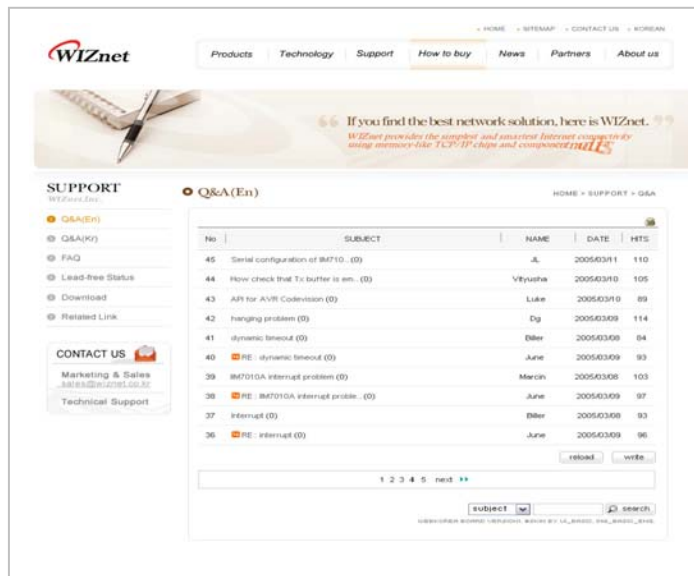 HOME SITEMAP CONTACT US KOREAN
WIZnet
Products Technology Support How to buy News Partners About us
If you find the best network solution, here is WIZnet.
WIZnet provides the simplest and smartest Internet connectivity
using memory-like TCP/IP chips and component
SUPPORT
WIZnet Inc.
Q&A(En)
Q&A(Kr)
FAQ
Lead-free Status
Download
Related Link
CONTACT US
Marketing & Sales
sales@wiznet.co.kr
Technical Support
Q&A(En)
HOME > SUPPORT > Q&A
No SUBJECT NAME DATE HITS
45 Serial configuration of IIM710...(0) JL 2005/03/11 110
44 How check that Tx buffer is em...(0) Vityusha 2005/03/10 105
43 API for AVR Codevision (0) Luke 2005/03/10 89
42 hanging problem (0) Dg 2005/03/09 114
41 dynamic timeout (0) Biller 2005/03/08 84
40 RE : dynamic timeout (0) June 2005/03/09 93
39 IIM7010A interrupt problem (0) Marcin 2005/03/08 103
38 RE : IIM7010A interrupt proble...(0) June 2005/03/09 97
37 interrupt (0) Biller 2005/03/08 93
36 RE : interrupt (0) June 2005/03/09 96
reload write
1 2 3 4 5 next
subject search